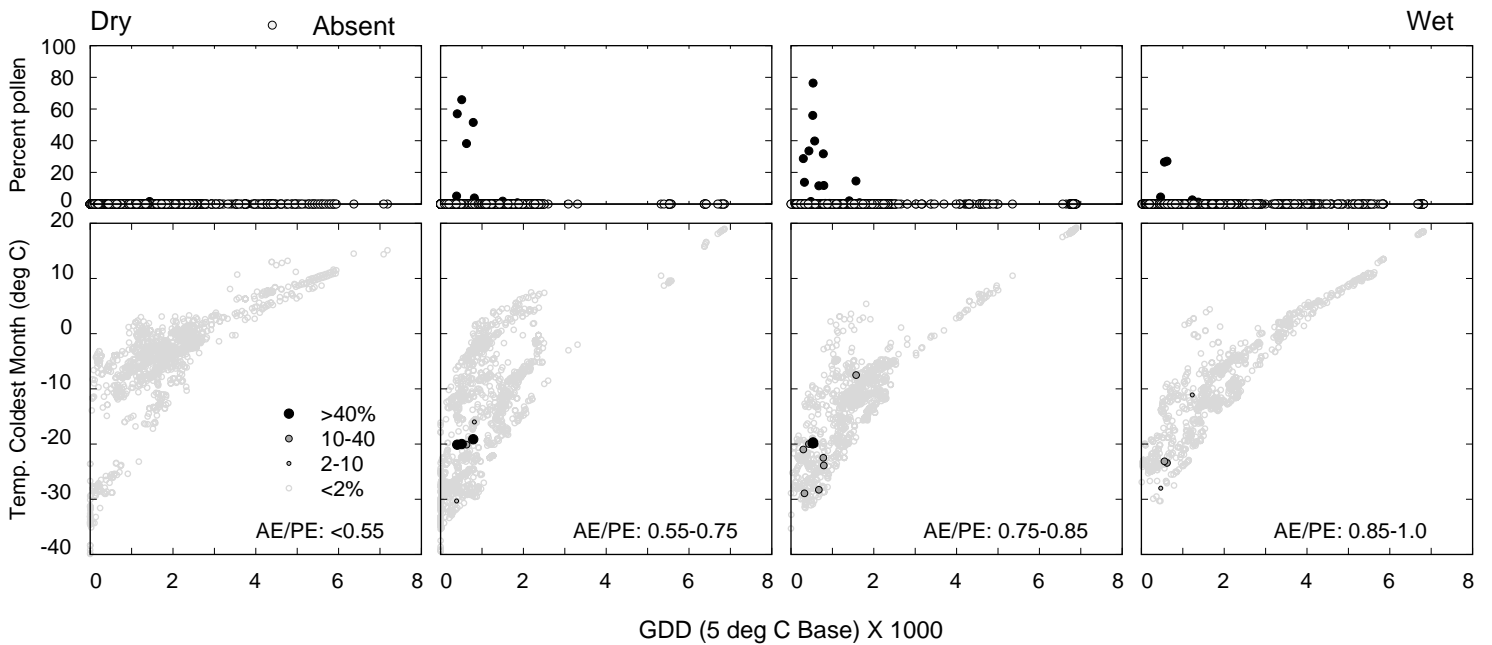 Dry
Absent
Wet
Percent pollen
100
80
60
40
20
0
Temp. Coldest Month (deg C)
20
10
0
-10
-20
-30
-40
>40%
10-40
2-10
<2%
AE/PE: <0.55
AE/PE: 0.55-0.75
AE/PE: 0.75-0.85
AE/PE: 0.85-1.0
0 2 4 6 8
0 2 4 6 8
0 2 4 6 8
0 2 4 6 8
GDD (5 deg C Base) X 1000